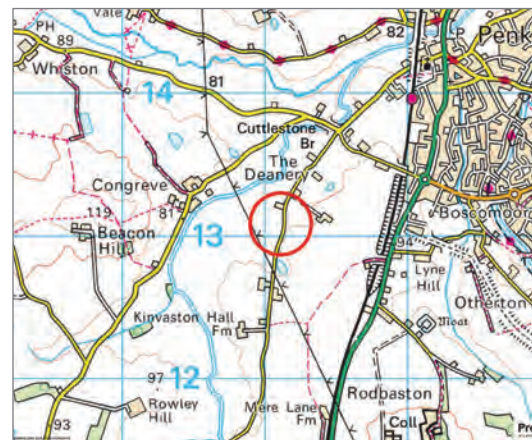 Vale
PH
89
82
P
Penk
Whiston
14
81
Cuttlestone
Br
The
Deanery
Congreve
119
81
Beacon
Hill
13
Boscomoor
94
Lyne
Hill
Otherton
Kinvaston Hall
Fm
Moat
12
97
Rowley
Hill
Rodbaston
93
Mere Lane
Fm
Coll